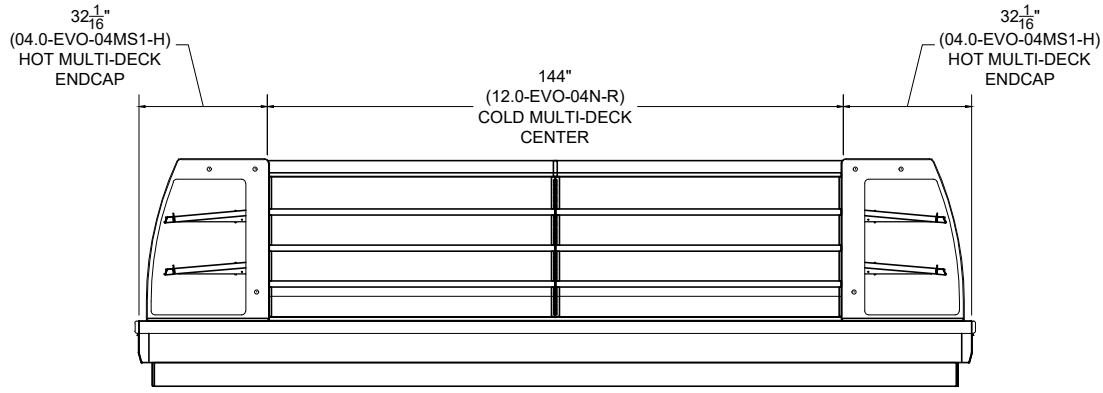 32 1/16"
(04.0-EVO-04MS1-H)
HOT MULTI-DECK
ENDCAP
144"
(12.0-EVO-04N-R)
COLD MULTI-DECK
CENTER
32 1/16"
(04.0-EVO-04MS1-H)
HOT MULTI-DECK
ENDCAP